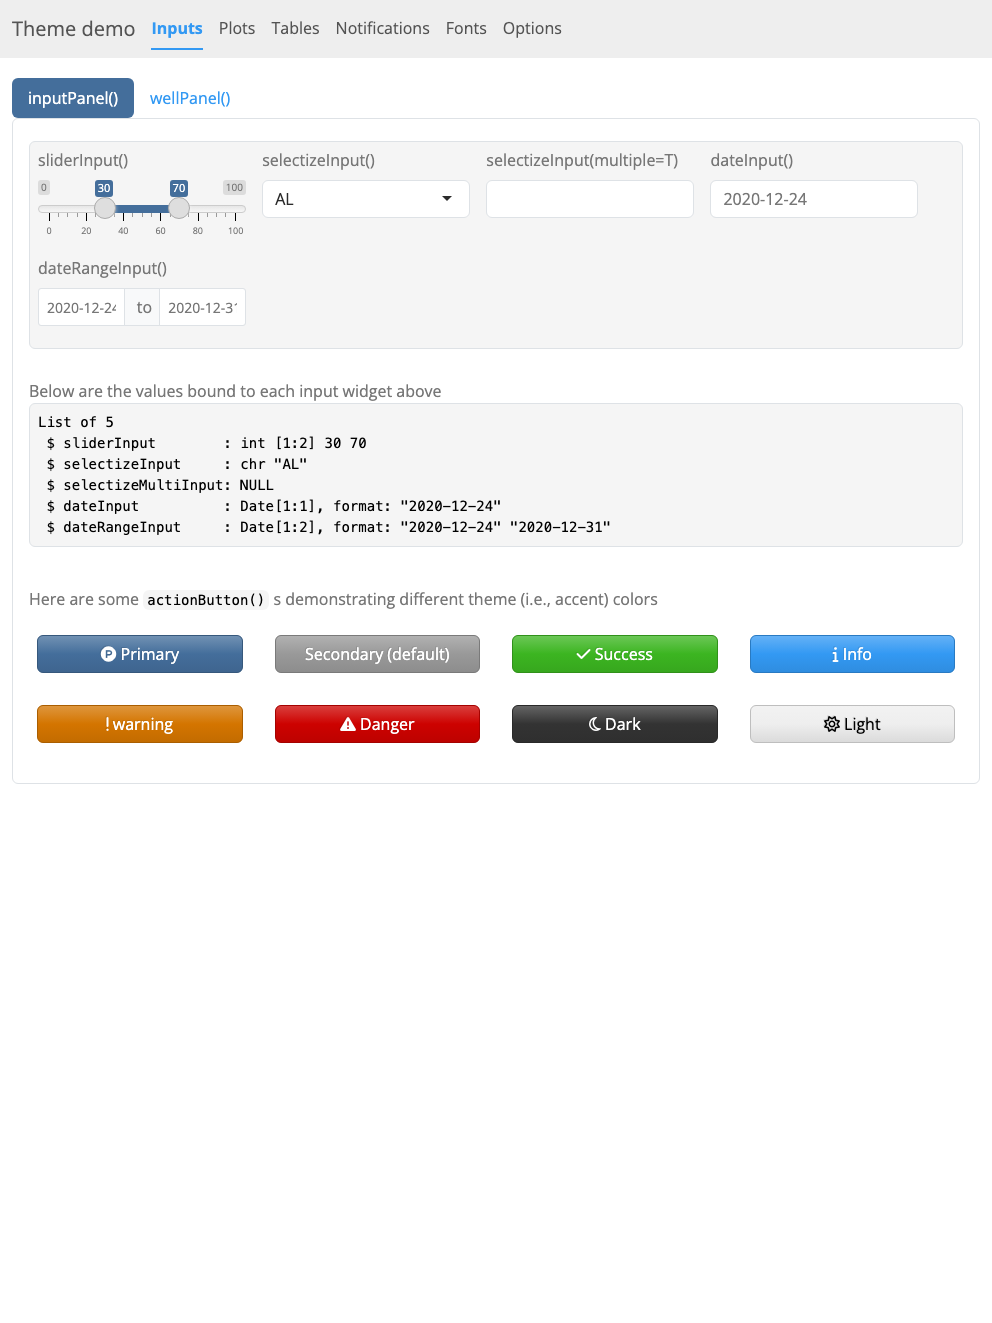 Theme demo Inputs Plots Tables Notifications Fonts Options
inputPanel() wellPanel()
sliderInput() selectizeInput() selectizeInput(multiple=T) dateInput()
0 30 70 100
AL 2020-12-24
0 20 40 60 80 100
dateRangeInput()
2020-12-24 to 2020-12-31
Below are the values bound to each input widget above
List of 5
$ sliderInput : int [1:2] 30 70
$ selectizeInput : chr "AL"
$ selectizeMultiInput: NULL
$ dateInput : Date[1:1], format: "2020-12-24"
$ dateRangeInput : Date[1:2], format: "2020-12-24" "2020-12-31"
Here are some actionButton() s demonstrating different theme (i.e., accent) colors
Primary Secondary (default) Success Info
warning Danger Dark Light